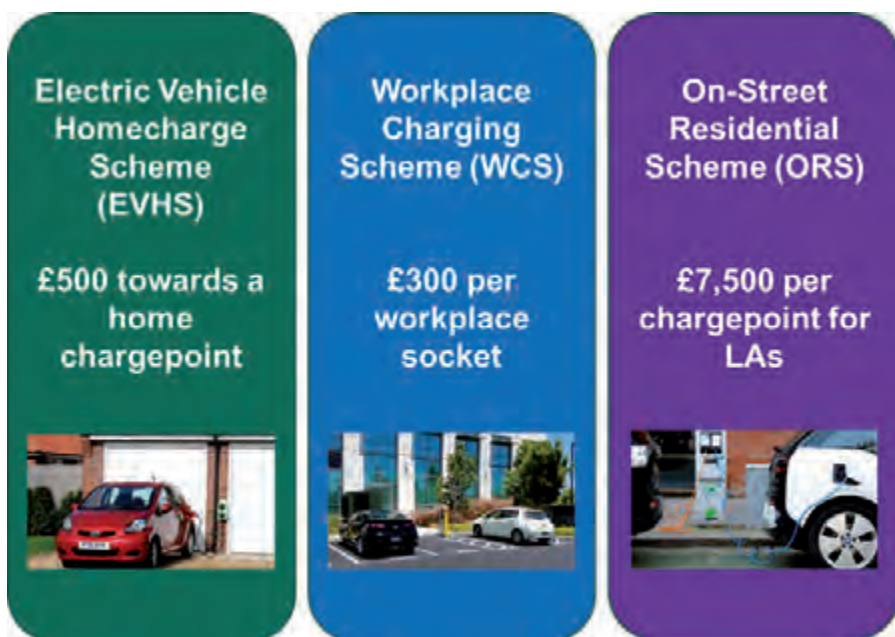 Electric Vehicle
Homecharge
Scheme
(EVHS)
£500 towards a
home
chargepoint
Workplace
Charging
Scheme (WCS)
£300 per
workplace
socket
On-Street
Residential
Scheme (ORS)
£7,500 per
chargepoint for
LAs